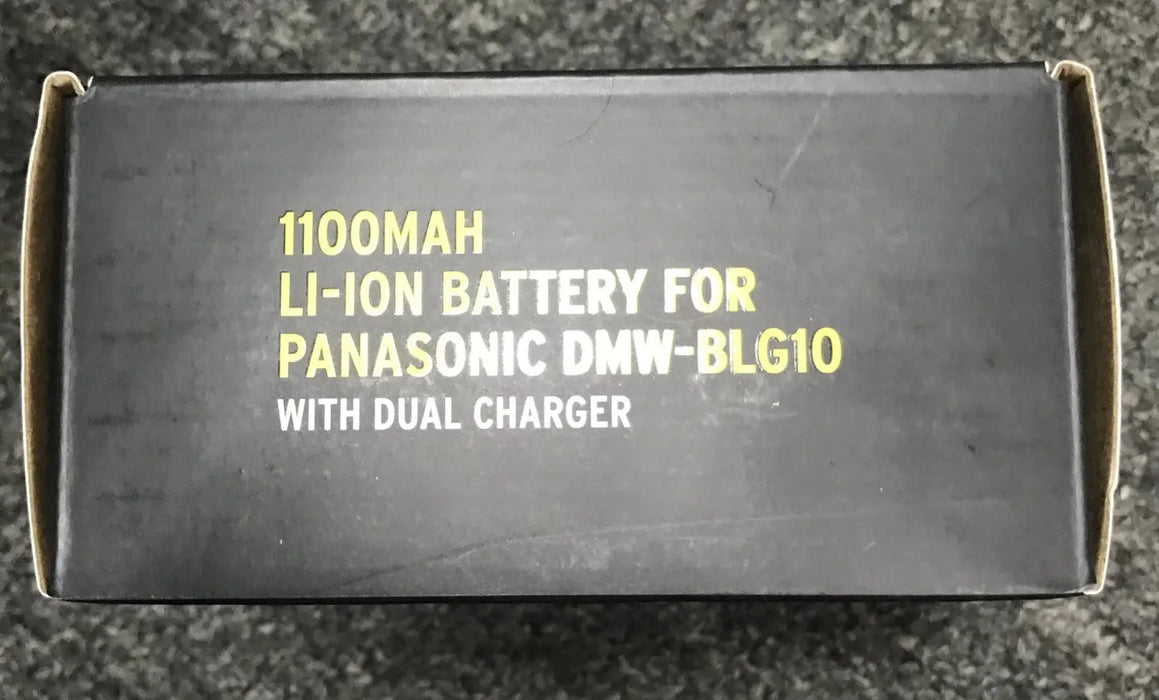 1100MAH
LI-ION BATTERY FOR
PANASONIC DMW-BLG10
WITH DUAL CHARGER